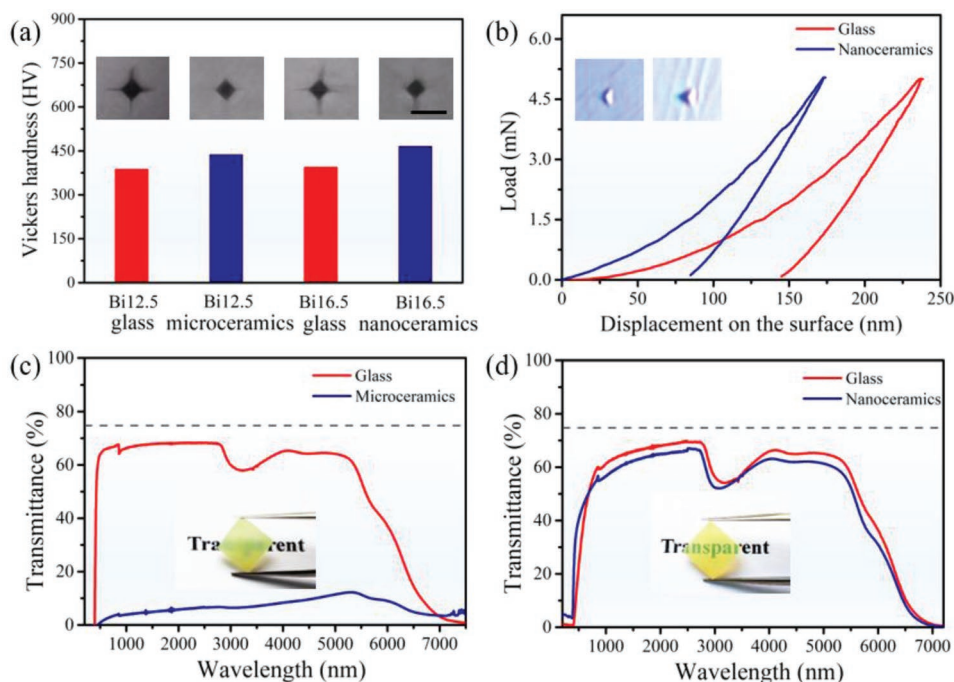 (a)
Vickers hardness (HV)
900
750
600
450
300
150
0
Bi12.5
glass
Bi12.5
microceramics
Bi16.5
glass
Bi16.5
nanoceramics
(b)
Load (mN)
6.0
4.5
3.0
1.5
0.0
Glass
Nanoceramics
0 50 100 150 200 250
Displacement on the surface (nm)
(c)
Transmittance (%)
100
80
60
40
20
0
Glass
Microceramics
Transparent
1000 2000 3000 4000 5000 6000 7000
Wavelength (nm)
(d)
Transmittance (%)
100
80
60
40
20
0
Glass
Nanoceramics
Transparent
1000 2000 3000 4000 5000 6000 7000
Wavelength (nm)